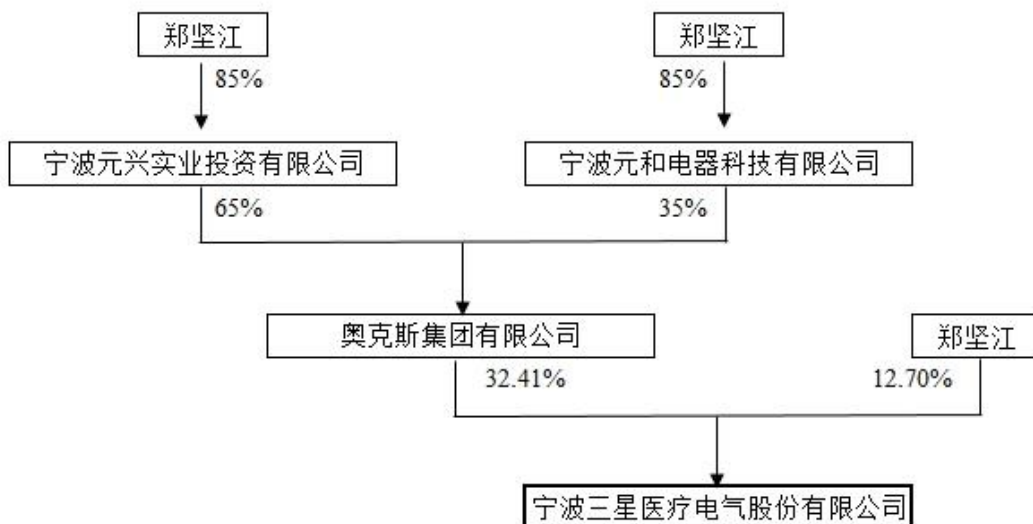 郑坚江
郑坚江
85%
85%
宁波元兴实业投资有限公司
宁波元和电器科技有限公司
65%
35%
奥克斯集团有限公司
郑坚江
32.41%
12.70%
宁波三星医疗电气股份有限公司